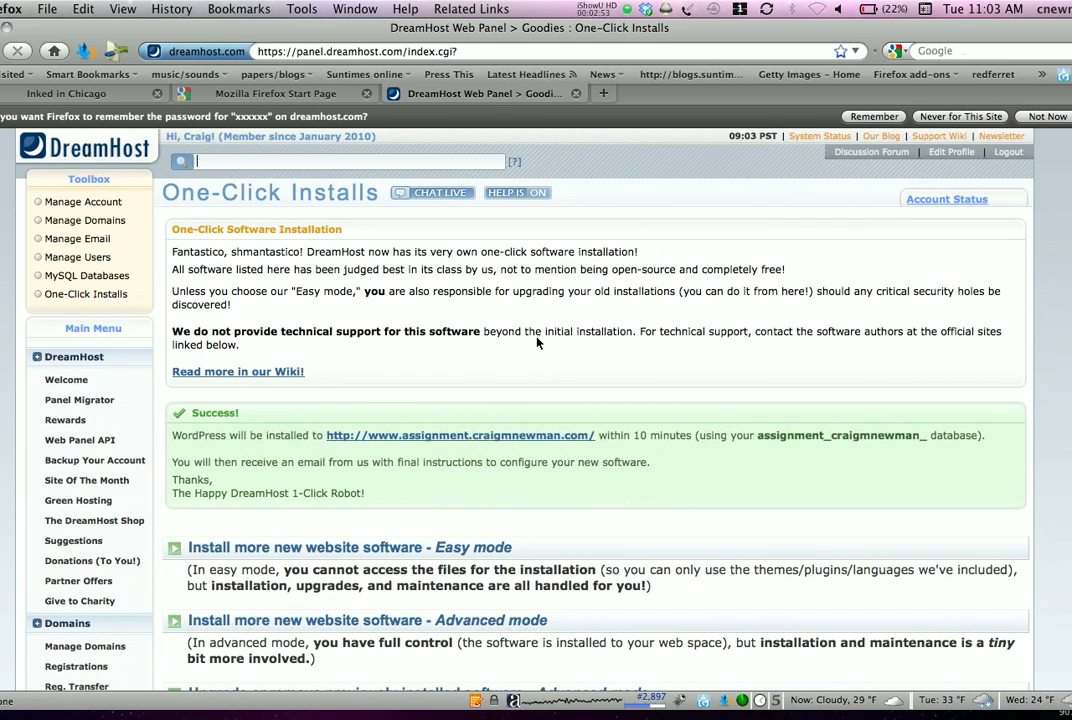 efox File Edit View History Bookmarks Tools Window Help Related Links iShowU HD 00:02:53 1 (22%) Tue 11:03 AM cnewr
DreamHost Web Panel > Goodies : One-Click Installs
dreamhost.com https://panel.dreamhost.com/index.cgi? Google
sited Smart Bookmarks music/sounds papers/blogs Suntimes online Press This Latest Headlines News http://blogs.suntim... Getty Images - Home Firefox add-ons redferret »
Inked in Chicago Mozilla Firefox Start Page DreamHost Web Panel > Goodi... +
you want Firefox to remember the password for "xxxxxx" on dreamhost.com? Remember Never for This Site Not Now
DreamHost
Hi, Craig! (Member since January 2010) 09:03 PST | System Status | Our Blog | Support Wiki | Newsletter
[?] Discussion Forum | Edit Profile | Logout
One-Click Installs CHAT LIVE HELP IS ON Account Status
Toolbox
Manage Account
Manage Domains
Manage Email
Manage Users
MySQL Databases
One-Click Installs
Main Menu
DreamHost
Welcome
Panel Migrator
Rewards
Web Panel API
Backup Your Account
Site Of The Month
Green Hosting
The DreamHost Shop
Suggestions
Donations (To You!)
Partner Offers
Give to Charity
Domains
Manage Domains
Registrations
Reg. Transfer
One-Click Software Installation
Fantastico, shmantastico! DreamHost now has its very own one-click software installation!
All software listed here has been judged best in its class by us, not to mention being open-source and completely free!
Unless you choose our "Easy mode," you are also responsible for upgrading your old installations (you can do it from here!) should any critical security holes be
discovered!
We do not provide technical support for this software beyond the initial installation. For technical support, contact the software authors at the official sites
linked below.
Read more in our Wiki!
Success!
WordPress will be installed to http://www.assignment.craigmnewman.com/ within 10 minutes (using your assignment_craigmnewman_ database).
You will then receive an email from us with final instructions to configure your new software.
Thanks,
The Happy DreamHost 1-Click Robot!
Install more new website software - Easy mode
(In easy mode, you cannot access the files for the installation (so you can only use the themes/plugins/languages we've included),
but installation, upgrades, and maintenance are all handled for you!)
Install more new website software - Advanced mode
(In advanced mode, you have full control (the software is installed to your web space), but installation and maintenance is a tiny
bit more involved.)
one #2,897 5 Now: Cloudy, 29 °F Tue: 33 °F Wed: 24 °F